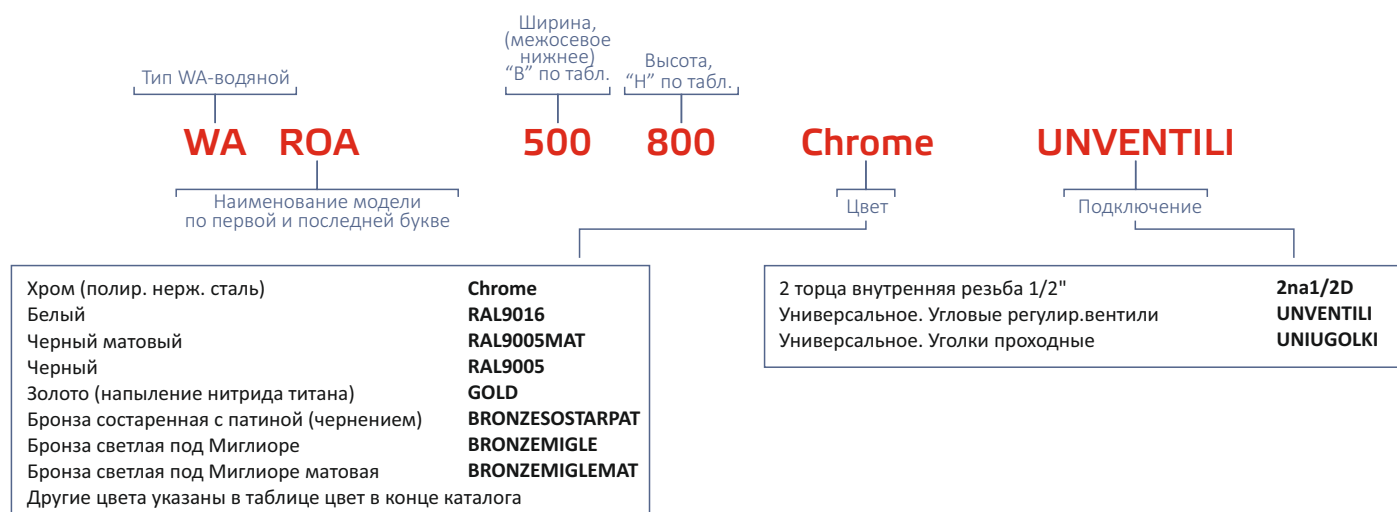 Ширина,
(межосевое
нижнее)
“В” по табл.
Высота,
“Н” по табл.
Тип WA-водяной
WA ROA 500 800 Chrome UNVENTILI
Наименование модели
по первой и последней букве
Цвет
Подключение
Хром (полир. нерж. сталь) Chrome
Белый RAL9016
Черный матовый RAL9005MAT
Черный RAL9005
Золото (напыление нитрида титана) GOLD
Бронза состаренная с патиной (чернением) BRONZESOSTARPAT
Бронза светлая под Миглиоре BRONZEMIGLE
Бронза светлая под Миглиоре матовая BRONZEMIGLEMAT
Другие цвета указаны в таблице цвет в конце каталога
2 торца внутренняя резьба 1/2" 2na1/2D
Универсальное. Угловые регулир.вентили UNVENTILI
Универсальное. Уголки проходные UNIUGOLKI